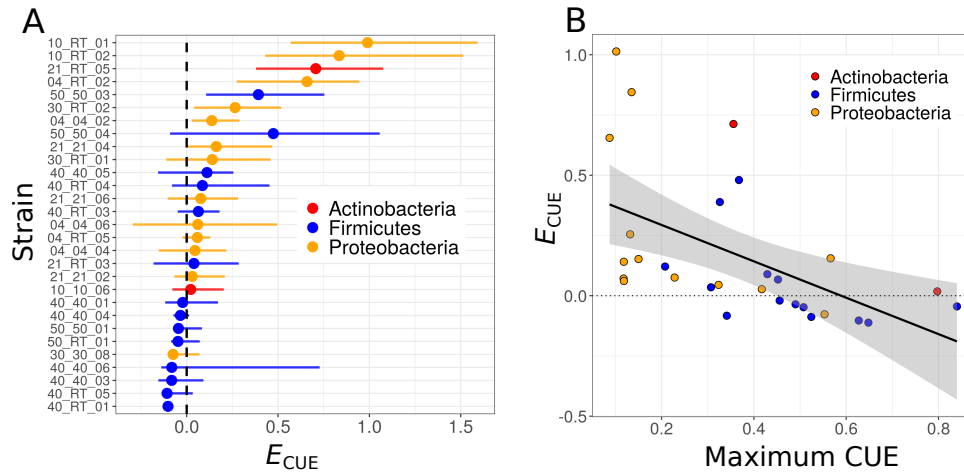 A
Strain
10_RT_01
10_RT_02
21_RT_05
04_RT_02
50_50_03
30_RT_02
04_04_02
50_50_04
21_21_04
30_RT_01
40_40_05
40_RT_04
21_21_06
40_RT_03
04_04_06
04_RT_05
04_04_04
21_RT_03
21_21_02
10_10_06
40_40_01
40_40_04
50_50_01
50_RT_01
30_30_08
40_40_06
40_40_03
40_RT_05
40_RT_01
Actinobacteria
Firmicutes
Proteobacteria
0.0 0.5 1.0 1.5
E_CUE
B
E_CUE
1.0
0.5
0.0
-0.5
Actinobacteria
Firmicutes
Proteobacteria
0.2 0.4 0.6 0.8
Maximum CUE